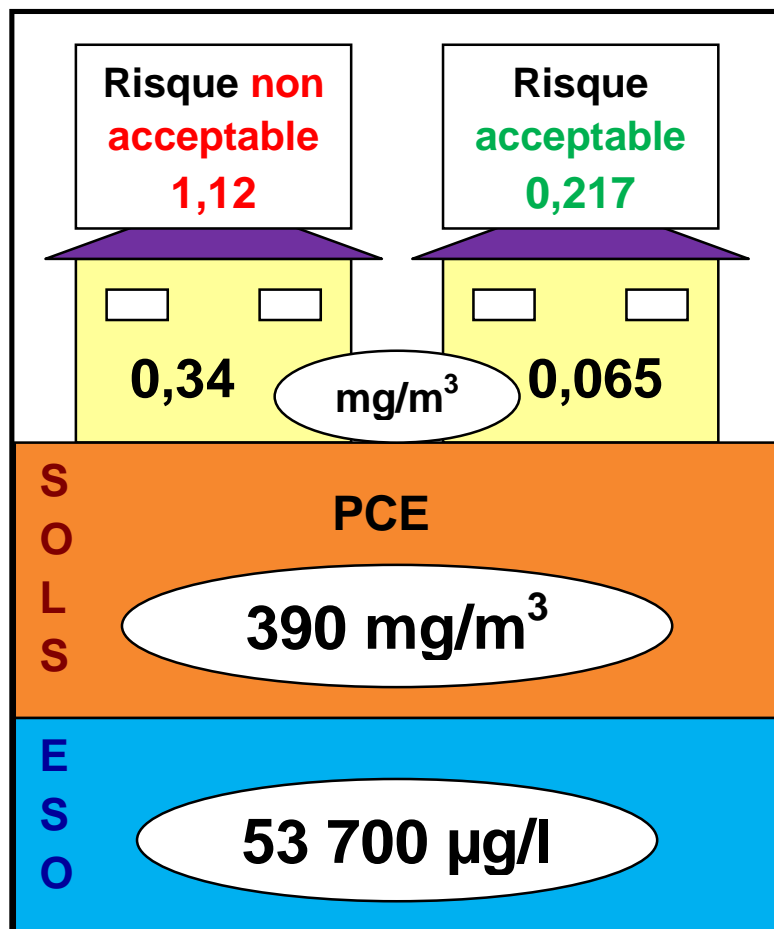 Risque non
acceptable
1,12
Risque
acceptable
0,217
0,34
mg/m³
0,065
S
O
L
S
PCE
390 mg/m³
E
S
O
53 700 µg/l